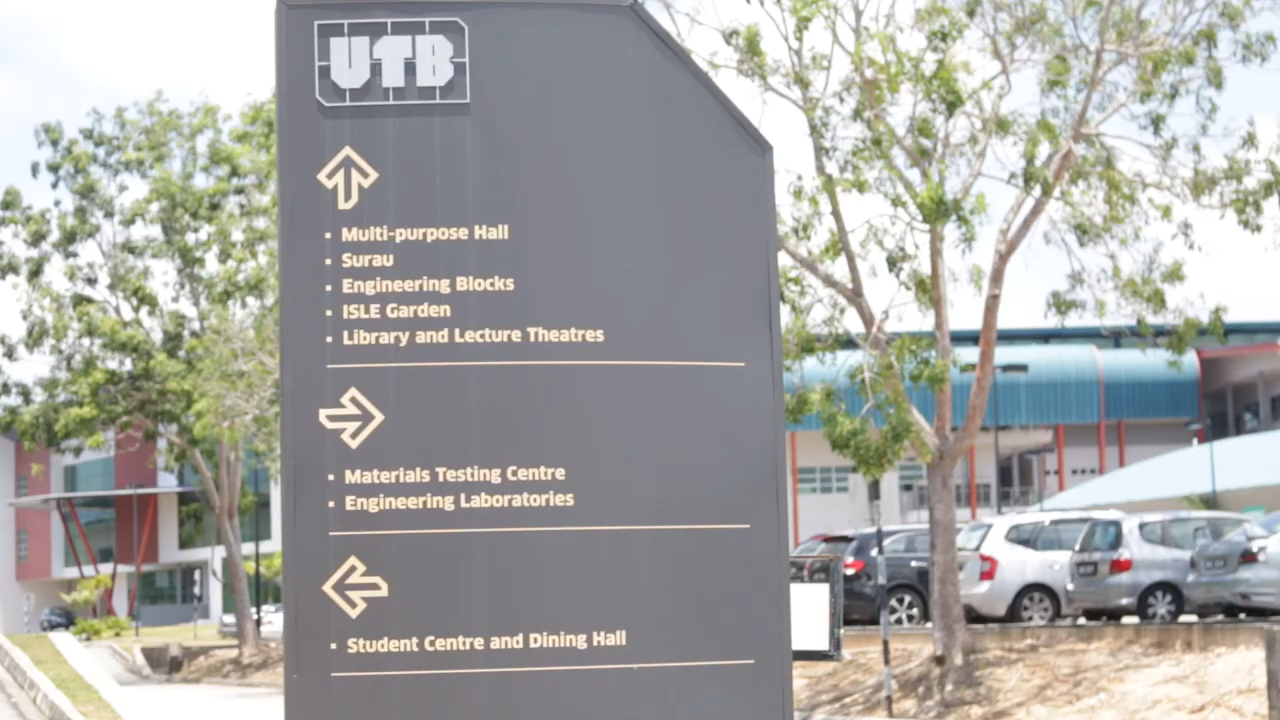 UTB
Multi-purpose Hall
Surau
Engineering Blocks
ISLE Garden
Library and Lecture Theatres
Materials Testing Centre
Engineering Laboratories
Student Centre and Dining Hall